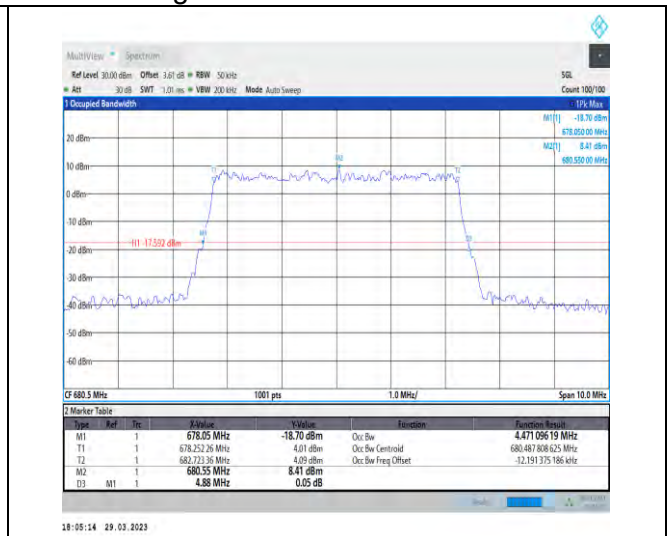 MultiView Spectrum
Ref Level 30.00 dBm Offset 3.61 dB RBW 50 kHz SGL
Att 30 dB SWT 1.01 ms VBW 200 kHz Mode Auto Sweep Count 100/100
1 Occupied Bandwidth 1Pk Max
M1[1] -18.70 dBm
678.050 00 MHz
M2[1] 8.41 dBm
680.550 00 MHz
20 dBm
10 dBm
0 dBm
-10 dBm
-20 dBm
-30 dBm
-40 dBm
-50 dBm
-60 dBm
T1
M2
T2
M1
D3
H1 -17.592 dBm
CF 680.5 MHz 1001 pts 1.0 MHz/ Span 10.0 MHz
2 Marker Table
Type Ref Trc X-Value Y-Value Function Function Result
M1 1 678.05 MHz -18.70 dBm Occ Bw 4.471 096 19 MHz
T1 1 678.252 26 MHz 4.01 dBm Occ Bw Centroid 680.487 808 625 MHz
T2 1 682.723 36 MHz 4.09 dBm Occ Bw Freq Offset -12.191 375 186 kHz
M2 1 680.55 MHz 8.41 dBm
D3 M1 1 4.88 MHz 0.05 dB
18:05:14 29.03.2023